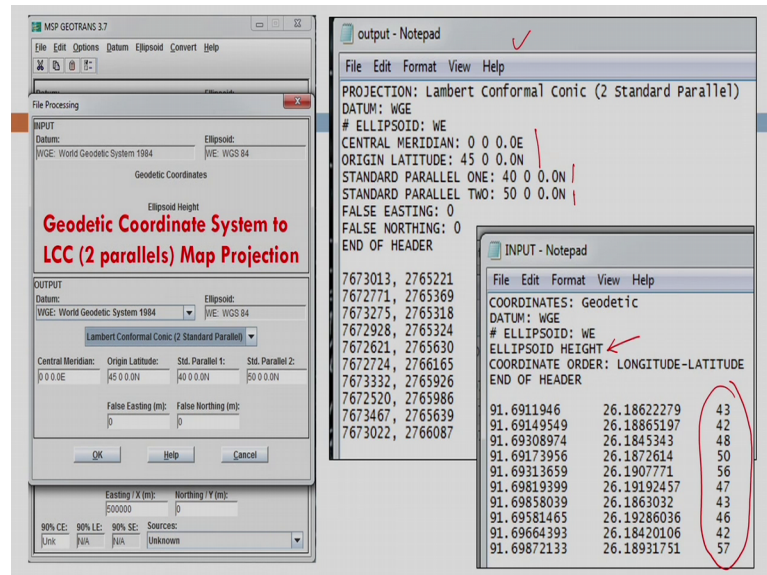 MSP GEOTRANS 3.7
File Edit Options Datum Ellipsoid Convert Help
File Processing
INPUT
Datum: Ellipsoid:
WGE: World Geodetic System 1984 WE: WGS 84
Geodetic Coordinates
Ellipsoid Height
Geodetic Coordinate System to
LCC (2 parallels) Map Projection
OUTPUT
Datum: Ellipsoid:
WGE: World Geodetic System 1984 WE: WGS 84
Lambert Conformal Conic (2 Standard Parallel)
Central Meridian: Origin Latitude: Std. Parallel 1: Std. Parallel 2:
0 0 0.0E 45 0 0.0N 40 0 0.0N 50 0 0.0N
False Easting (m): False Northing (m):
0 0
OK Help Cancel
Easting / X (m): Northing / Y (m):
500000 0
90% CE: 90% LE: 90% SE: Sources:
Unk N/A N/A Unknown
output - Notepad
File Edit Format View Help
PROJECTION: Lambert Conformal Conic (2 Standard Parallel)
DATUM: WGE
# ELLIPSOID: WE
CENTRAL MERIDIAN: 0 0 0.0E
ORIGIN LATITUDE: 45 0 0.0N
STANDARD PARALLEL ONE: 40 0 0.0N
STANDARD PARALLEL TWO: 50 0 0.0N
FALSE EASTING: 0
FALSE NORTHING: 0
END OF HEADER
7673013, 2765221
7672771, 2765369
7673275, 2765318
7672928, 2765324
7672621, 2765630
7672724, 2766165
7673332, 2765926
7672520, 2765986
7673467, 2765639
7673022, 2766087
INPUT - Notepad
File Edit Format View Help
COORDINATES: Geodetic
DATUM: WGE
# ELLIPSOID: WE
ELLIPSOID HEIGHT
COORDINATE ORDER: LONGITUDE-LATITUDE
END OF HEADER
91.6911946 26.18622279 43
91.69149549 26.18865197 42
91.69308974 26.1845343 48
91.69173956 26.1872614 50
91.69313659 26.1907771 56
91.69819399 26.19192457 47
91.69858039 26.1863032 43
91.69581465 26.19286036 46
91.69664393 26.18420106 42
91.69872133 26.18931751 57